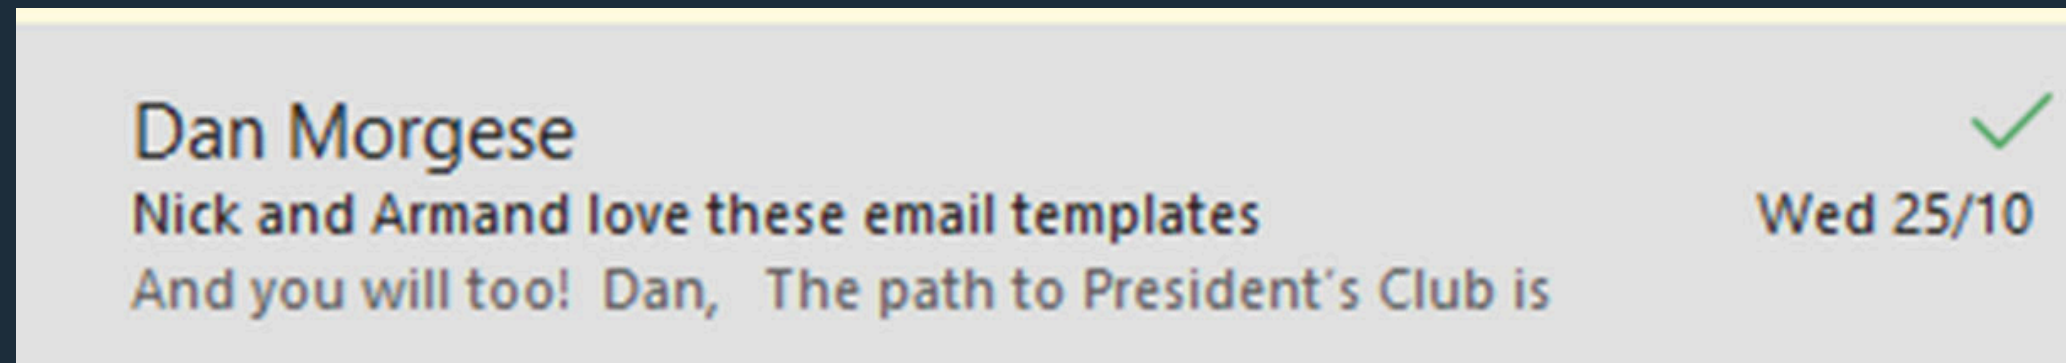 Dan Morgese
Nick and Armand love these email templates
Wed 25/10
And you will too! Dan, The path to President's Club is